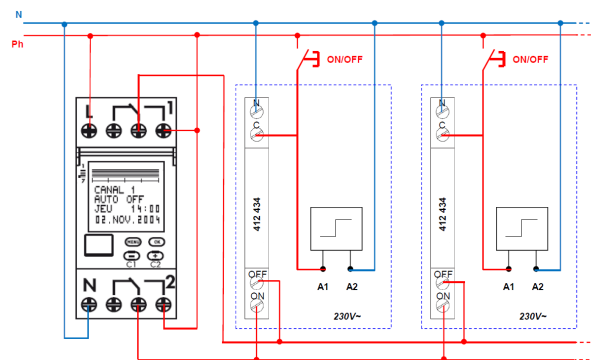 N
Ph
ON/OFF
ON/OFF
L 1
N
C
N
C
CANAL 1
AUTO OFF
JEU 14:00
02.NOV.2004
412 434
412 434
MENU OK
- +
C1 C2
N 2
OFF
ON
A1 A2
230V~
OFF
ON
A1 A2
230V~